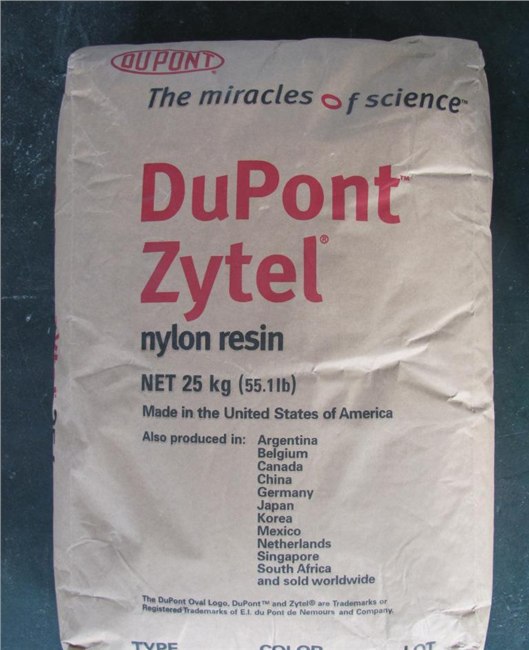 DUPONT
The miracles of science™
DuPont™
Zytel®
nylon resin
NET 25 kg (55.1lb)
Made in the United States of America
Also produced in: Argentina
Belgium
Canada
China
Germany
Japan
Korea
Mexico
Netherlands
Singapore
South Africa
and sold worldwide
The DuPont Oval Logo, DuPont™ and Zytel® are Trademarks or
Registered Trademarks of E.I. du Pont de Nemours and Company.
TYPE COLOR LOT